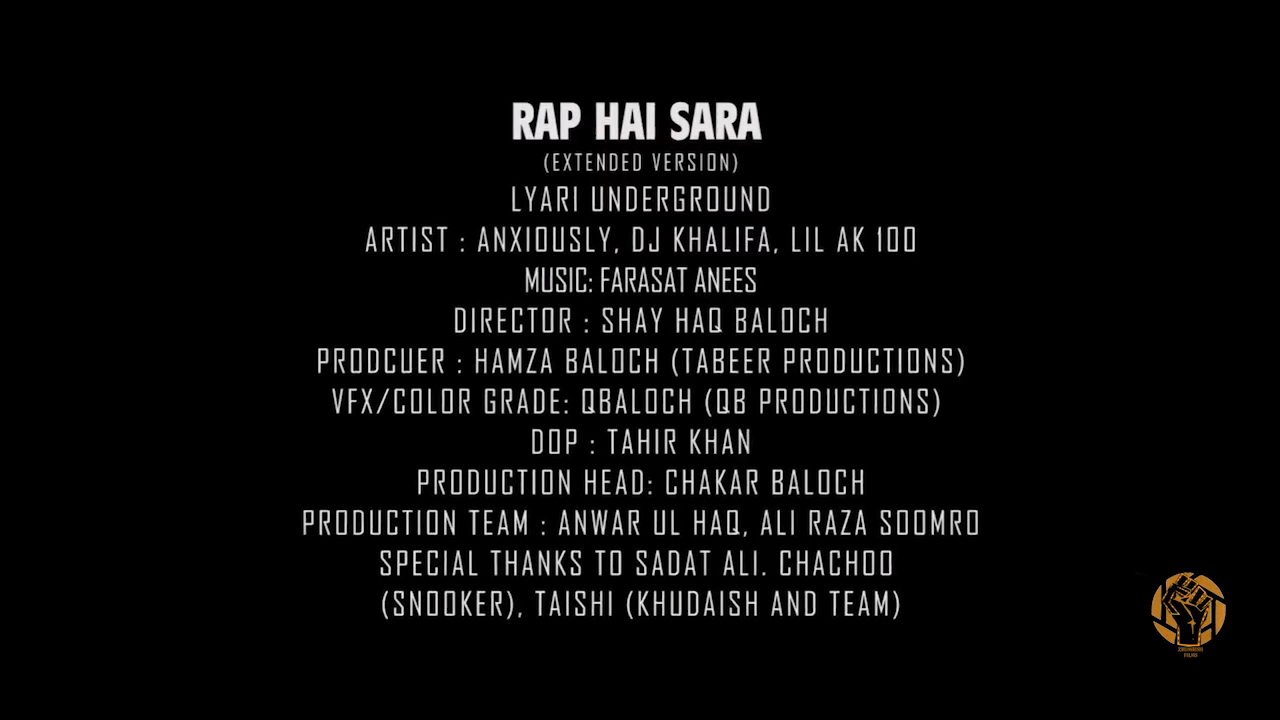 RAP HAI SARA
(EXTENDED VERSION)
LYARI UNDERGROUND
ARTIST : ANXIOUSLY, DJ KHALIFA, LIL AK 100
MUSIC: FARASAT ANEES
DIRECTOR : SHAY HAQ BALOCH
PRODCUER : HAMZA BALOCH (TABEER PRODUCTIONS)
VFX/COLOR GRADE: QBALOCH (QB PRODUCTIONS)
DOP : TAHIR KHAN
PRODUCTION HEAD: CHAKAR BALOCH
PRODUCTION TEAM : ANWAR UL HAQ, ALI RAZA SOOMRO
SPECIAL THANKS TO SADAT ALI. CHACHOO
(SNOOKER), TAISHI (KHUDAISH AND TEAM)
FILMS